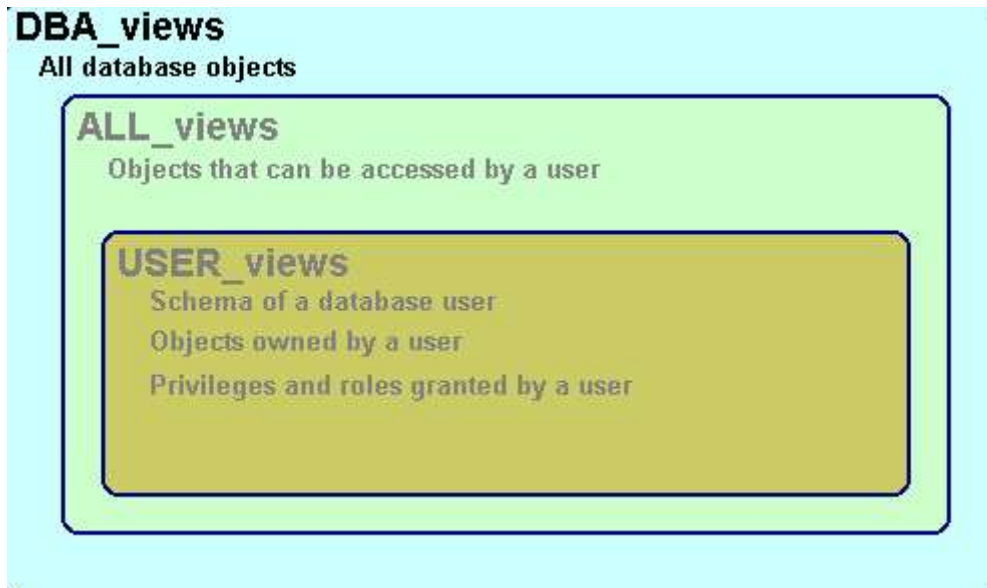 DBA_views
All database objects
ALL_views
Objects that can be accessed by a user
USER_views
Schema of a database user
Objects owned by a user
Privileges and roles granted by a user